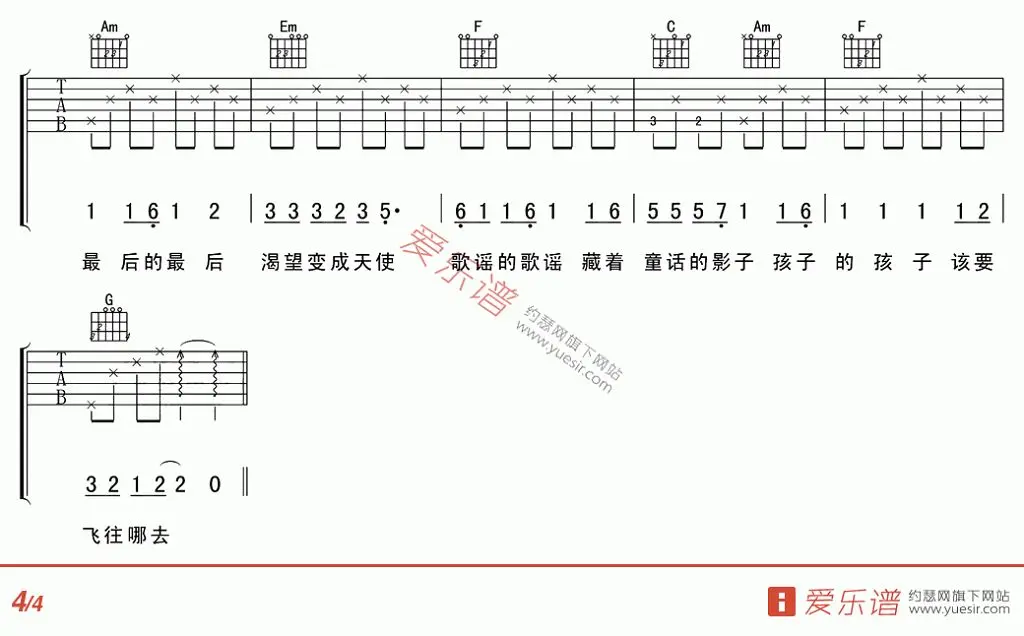 Am Em F C Am F
T
A
B
3 2
1 1 6 1 2 | 3 3 3 2 3 5· | 6 1 1 6 1 1 6 | 5 5 5 7 1 1 6 | 1 1 1 1 2
最 后的最 后 渴望变成天使 歌谣的歌谣 藏着 童话的影子 孩子 的 孩 子 该要
爱乐谱
约瑟网旗下网站
www.yuesir.com
G
T
A
B
3 2 1 2 2 0
飞往哪去
4/4
爱乐谱
约瑟网旗下网站
www.yuesir.com